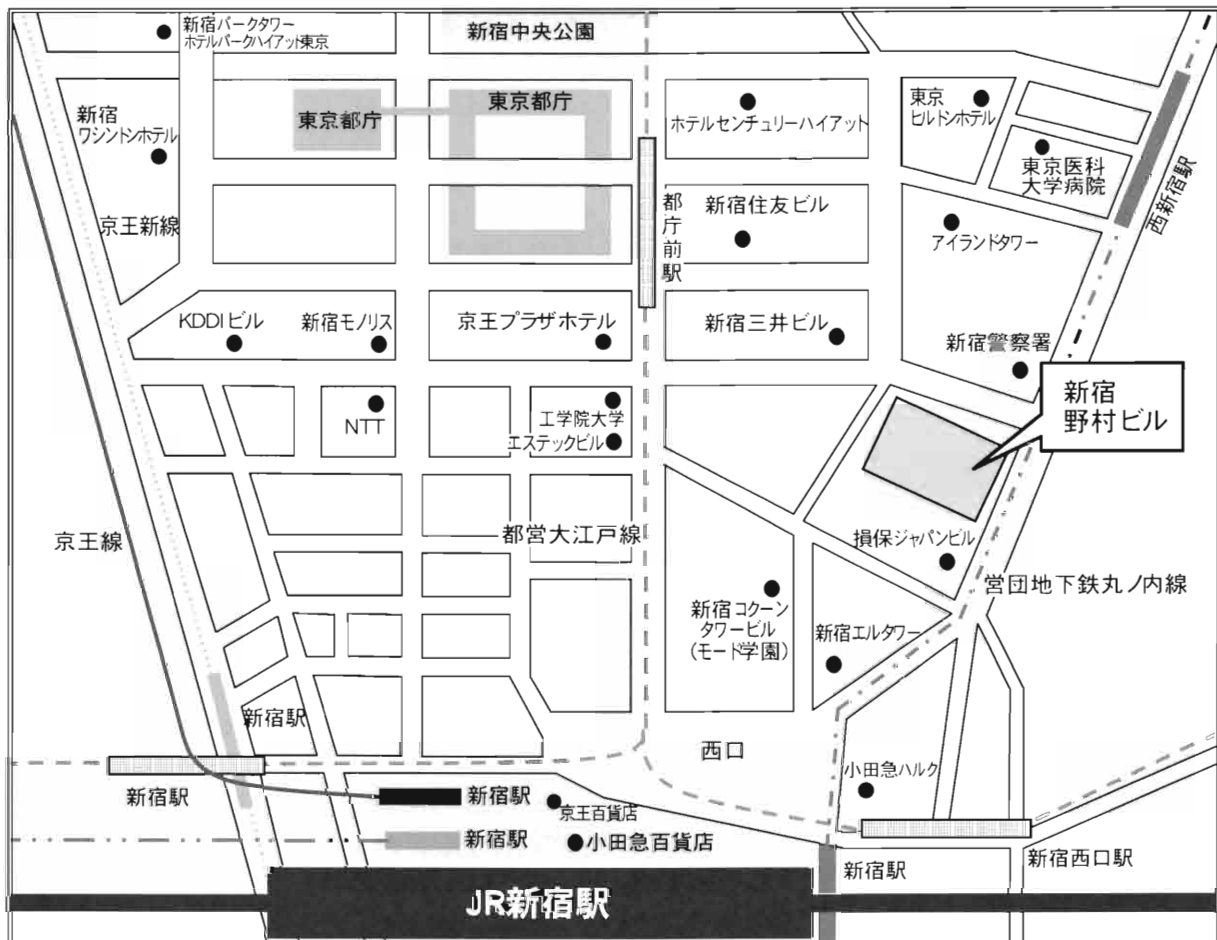 新宿パークタワー
ホテルパークハイアット東京
新宿中央公園
新宿
ワシントンホテル
東京都庁
東京都庁
ホテルセンチュリーハイアット
東京
ヒルトンホテル
東京医科
大学病院
西新宿駅
京王新線
都庁前駅
新宿住友ビル
アイランドタワー
KDDIビル
新宿モノリス
京王プラザホテル
新宿三井ビル
新宿警察署
新宿
野村ビル
NTT
工学院大学
エステックビル
京王線
都営大江戸線
損保ジャパンビル
営団地下鉄丸ノ内線
新宿コクーン
タワービル
(モード学園)
新宿エルタワー
新宿駅
西口
小田急ハルク
新宿駅
新宿駅
京王百貨店
新宿駅
小田急百貨店
新宿駅
新宿西口駅
JR新宿駅